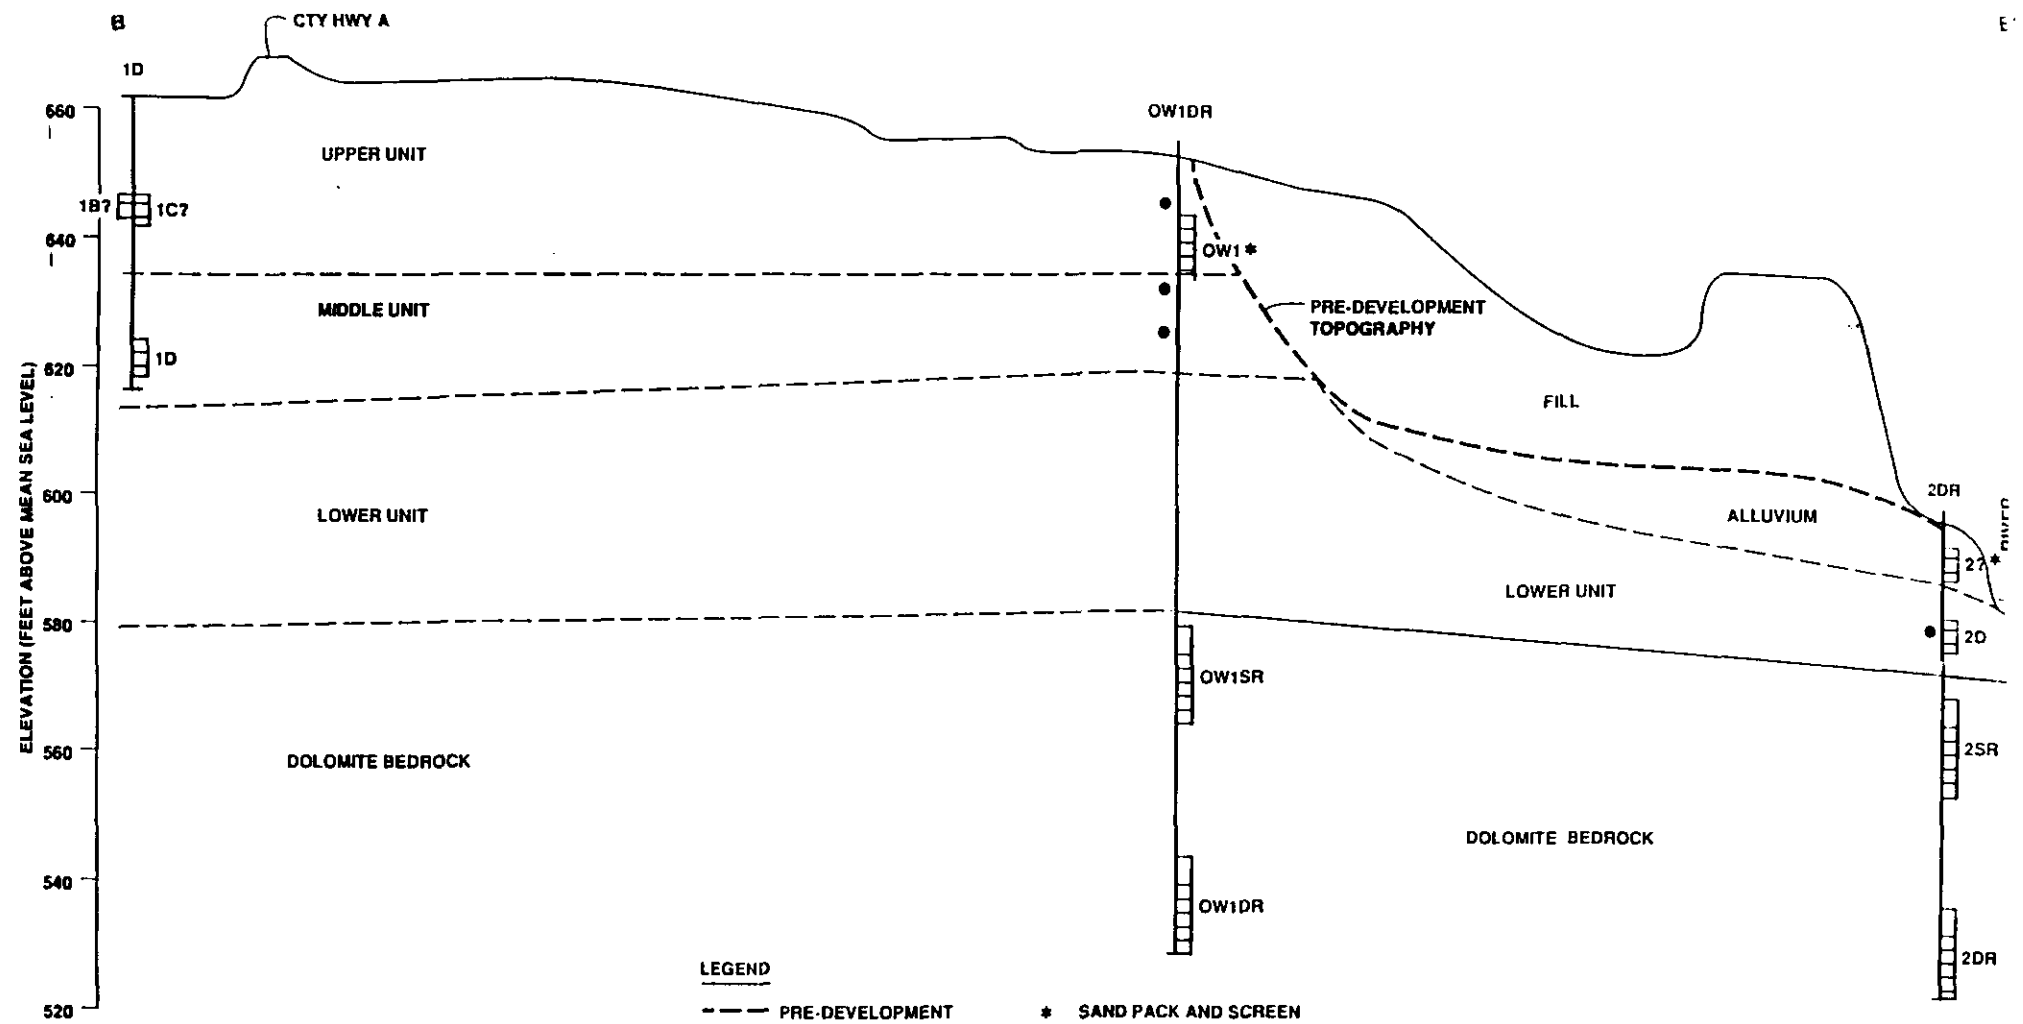 B
CTY HWY A
1D
OW1DR
660
UPPER UNIT
1B?
1C?
640
OW1 *
MIDDLE UNIT
PRE-DEVELOPMENT
TOPOGRAPHY
1D
620
FILL
ELEVATION (FEET ABOVE MEAN SEA LEVEL)
600
2DR
LOWER UNIT
ALLUVIUM
2? *
LOWER UNIT
580
2D
OW1SR
560
2SR
DOLOMITE BEDROCK
DOLOMITE BEDROCK
540
OW1DR
2DR
LEGEND
520
PRE-DEVELOPMENT
* SAND PACK AND SCREEN